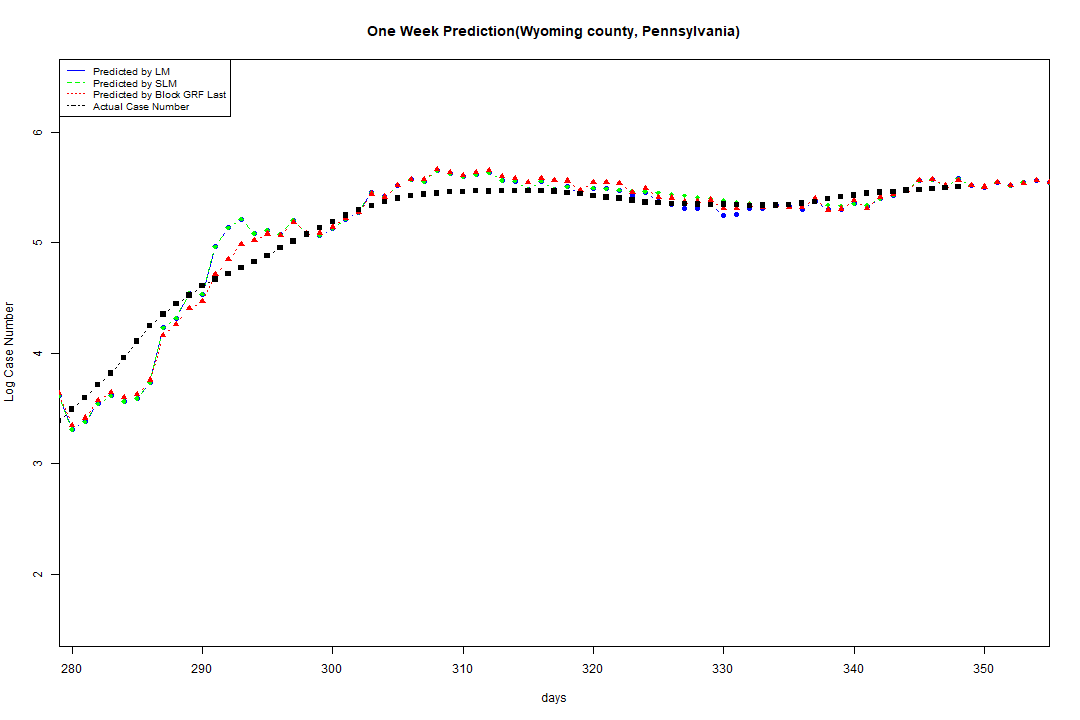 One Week Prediction(Wyoming county, Pennsylvania)
Predicted by LM
Predicted by SLM
Predicted by Block GRF Last
Actual Case Number
6
5
4
3
2
Log Case Number
280 290 300 310 320 330 340 350
days